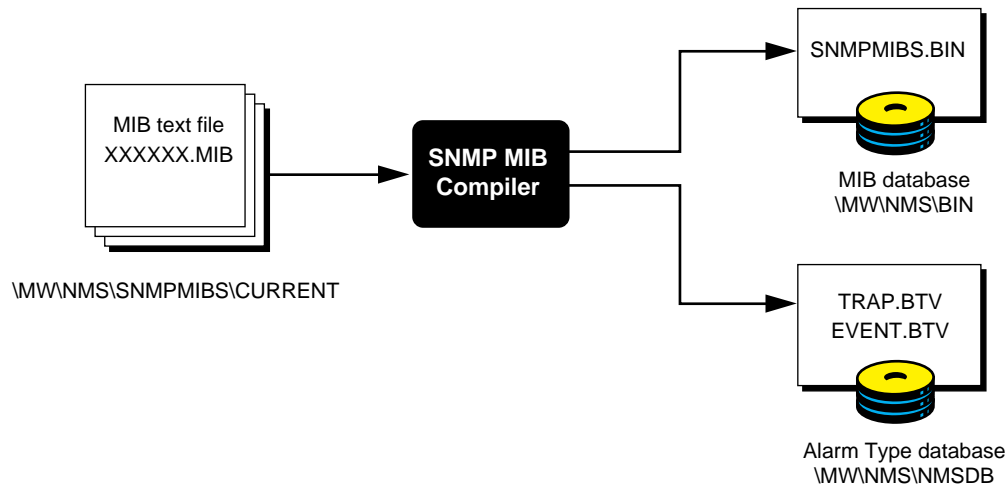 MIB text file
XXXXXX.MIB
\MW\NMS\SNMPMIBS\CURRENT
SNMP MIB
Compiler
SNMPMIBS.BIN
MIB database
\MW\NMS\BIN
TRAP.BTV
EVENT.BTV
Alarm Type database
\MW\NMS\NMSDB